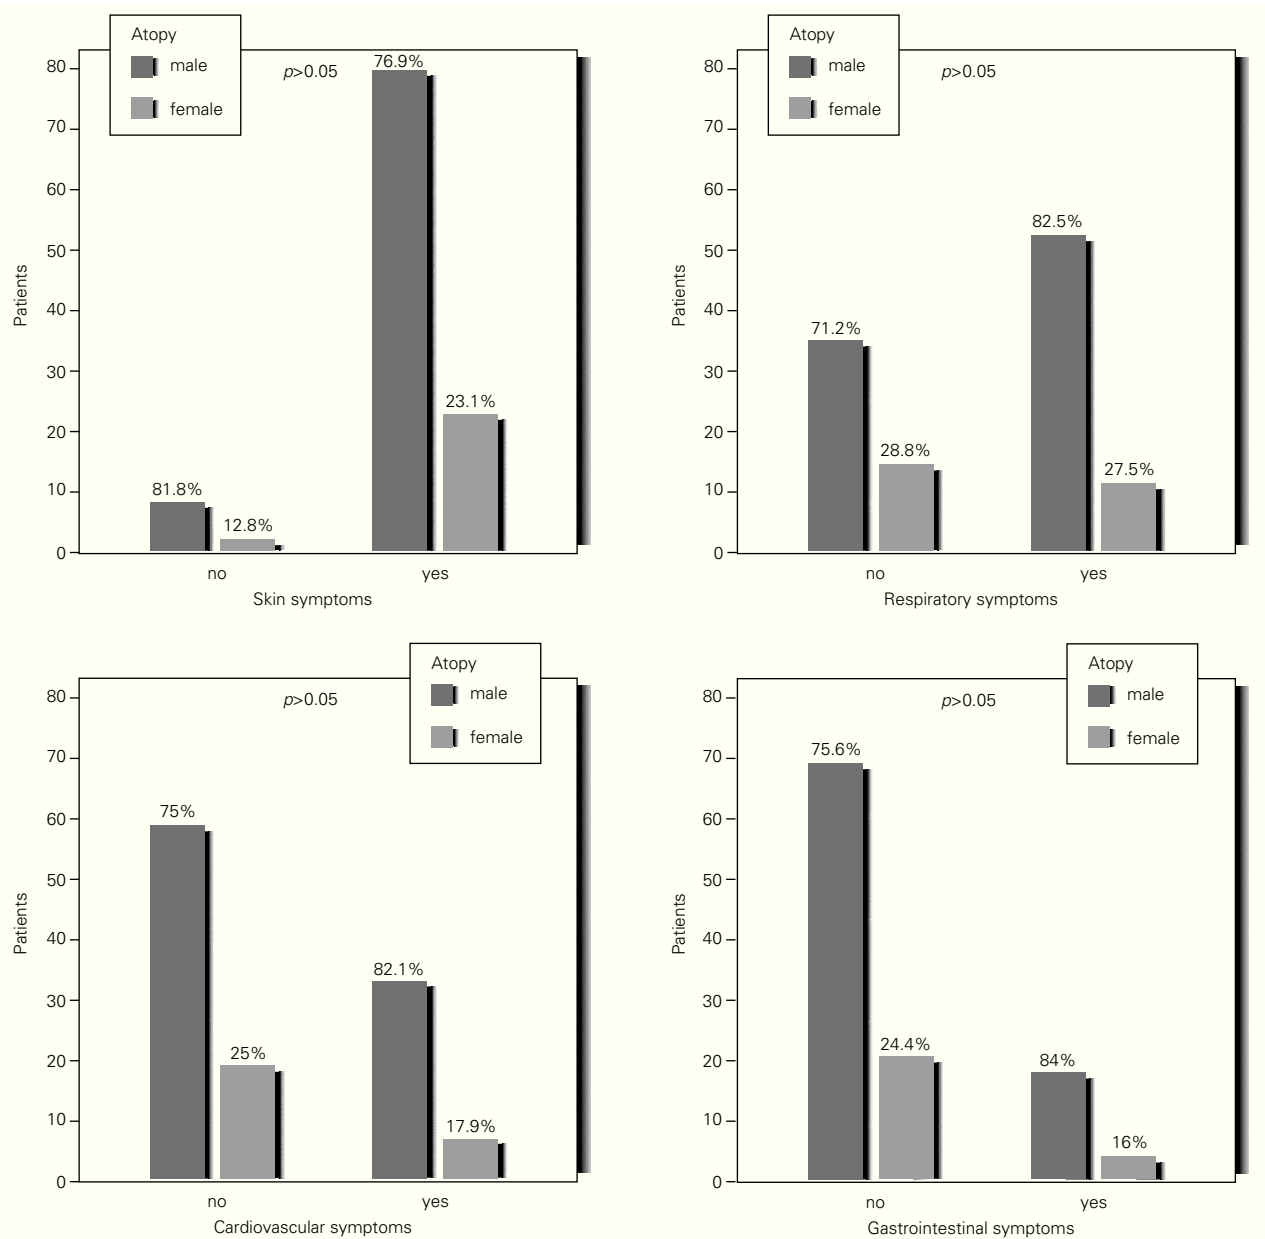 Atopy
male
female
p>0.05
80
70
60
50
40
30
20
10
0
Patients
76.9%
23.1%
81.8%
12.8%
no
yes
Skin symptoms
Atopy
male
female
p>0.05
80
70
60
50
40
30
20
10
0
Patients
82.5%
71.2%
28.8%
27.5%
no
yes
Respiratory symptoms
Atopy
male
female
p>0.05
80
70
60
50
40
30
20
10
0
Patients
75%
82.1%
25%
17.9%
no
yes
Cardiovascular symptoms
Atopy
male
female
p>0.05
80
70
60
50
40
30
20
10
0
Patients
75.6%
24.4%
84%
16%
no
yes
Gastrointestinal symptoms